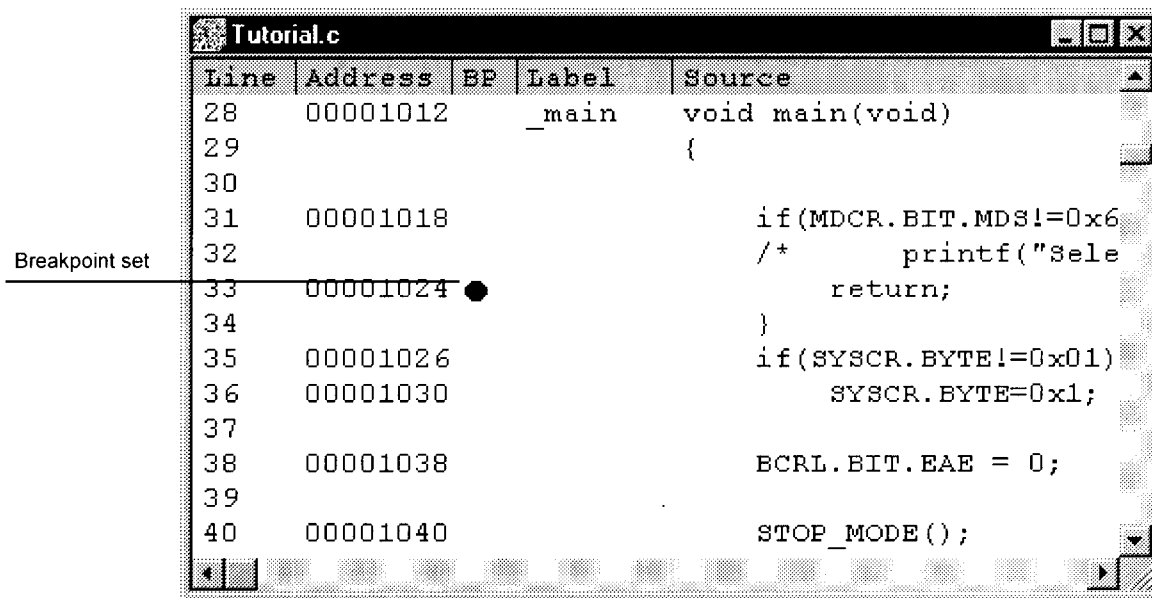 Tutorial.c
Line Address BP Label Source
28 00001012 _main void main(void)
29 {
30
31 00001018 if(MDCR.BIT.MDS!=0x6
Breakpoint set
32 /* printf("Sele
33 00001024 return;
34 }
35 00001026 if(SYSCR.BYTE!=0x01)
36 00001030 SYSCR.BYTE=0x1;
37
38 00001038 BCRL.BIT.EAE = 0;
39
40 00001040 STOP_MODE();